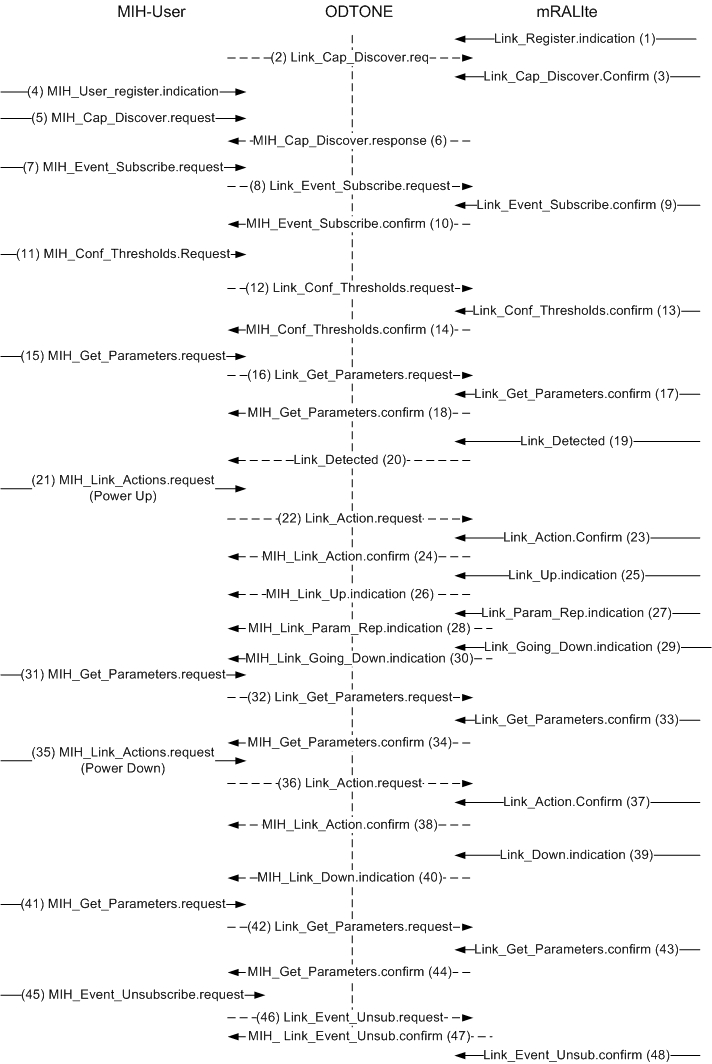 MIH-User ODTONE mRALIte
Link_Register.indication (1)
(2) Link_Cap_Discover.req
Link_Cap_Discover.Confirm (3)
(4) MIH_User_register.indication
(5) MIH_Cap_Discover.request
MIH_Cap_Discover.response (6)
(7) MIH_Event_Subscribe.request
(8) Link_Event_Subscribe.request
Link_Event_Subscribe.confirm (9)
MIH_Event_Subscribe.confirm (10)
(11) MIH_Conf_Thresholds.Request
(12) Link_Conf_Thresholds.request
Link_Conf_Thresholds.confirm (13)
MIH_Conf_Thresholds.confirm (14)
(15) MIH_Get_Parameters.request
(16) Link_Get_Parameters.request
Link_Get_Parameters.confirm (17)
MIH_Get_Parameters.confirm (18)
Link_Detected (19)
Link_Detected (20)
(21) MIH_Link_Actions.request
(Power Up)
(22) Link_Action.request
Link_Action.Confirm (23)
MIH_Link_Action.confirm (24)
Link_Up.indication (25)
MIH_Link_Up.indication (26)
Link_Param_Rep.indication (27)
MIH_Link_Param_Rep.indication (28)
Link_Going_Down.indication (29)
MIH_Link_Going_Down.indication (30)
(31) MIH_Get_Parameters.request
(32) Link_Get_Parameters.request
Link_Get_Parameters.confirm (33)
MIH_Get_Parameters.confirm (34)
(35) MIH_Link_Actions.request
(Power Down)
(36) Link_Action.request
Link_Action.Confirm (37)
MIH_Link_Action.confirm (38)
Link_Down.indication (39)
MIH_Link_Down.indication (40)
(41) MIH_Get_Parameters.request
(42) Link_Get_Parameters.request
Link_Get_Parameters.confirm (43)
MIH_Get_Parameters.confirm (44)
(45) MIH_Event_Unsubscribe.request
(46) Link_Event_Unsub.request
MIH_ Link_Event_Unsub.confirm (47)
Link_Event_Unsub.confirm (48)